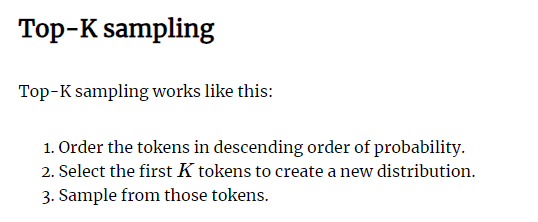 Top-K sampling
Top-K sampling works like this:
1. Order the tokens in descending order of probability.
2. Select the first K tokens to create a new distribution.
3. Sample from those tokens.